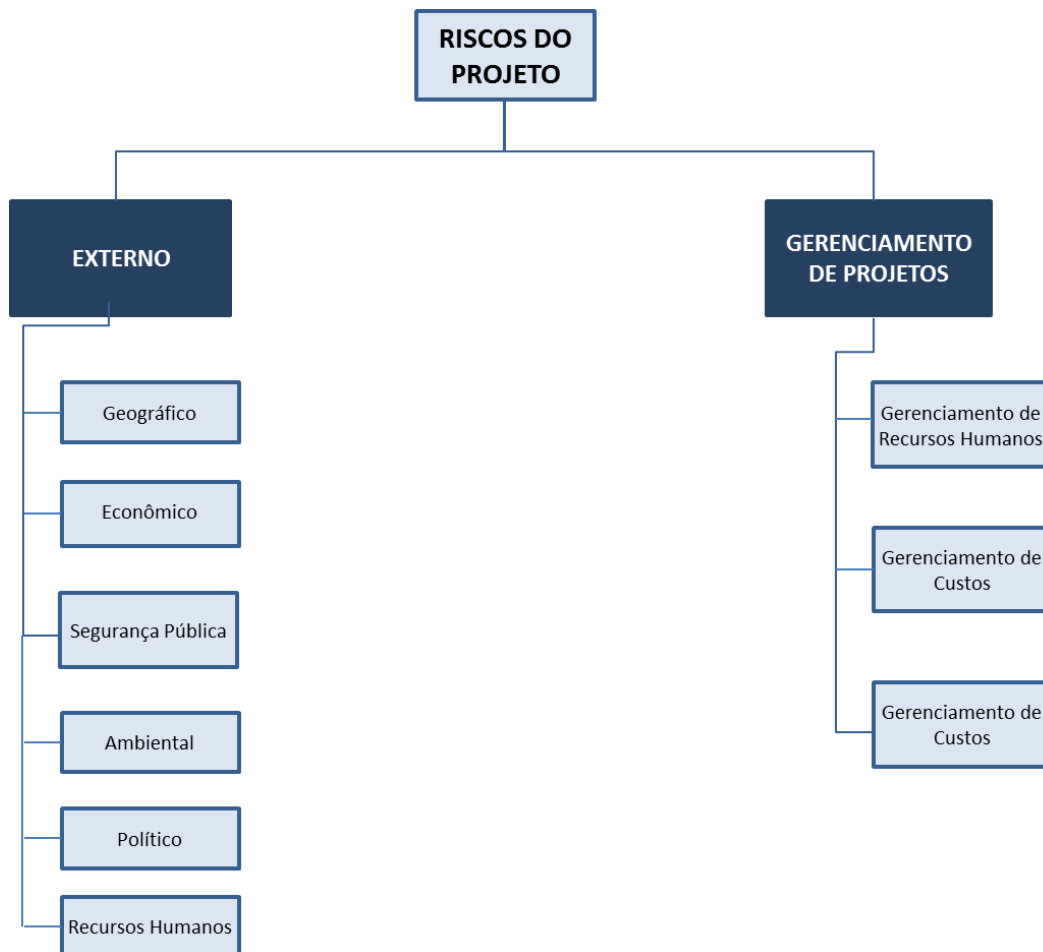 RISCOS DO
PROJETO
EXTERNO
Geográfico
Econômico
Segurança Pública
Ambiental
Político
Recursos Humanos
GERENCIAMENTO
DE PROJETOS
Gerenciamento de
Recursos Humanos
Gerenciamento de
Custos
Gerenciamento de
Custos